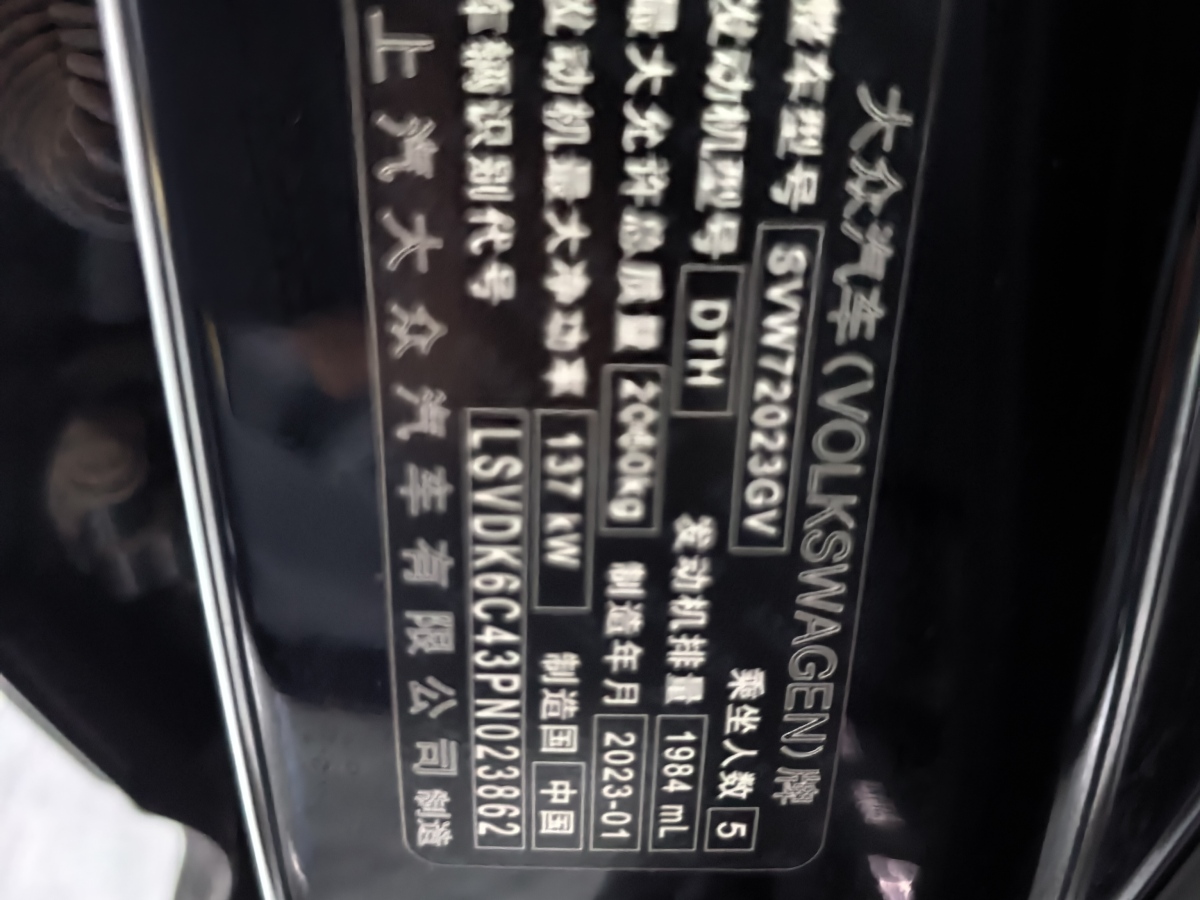 大众汽车(VOLKSWAGEN)牌
整车型号 SVW72023GV 乘坐人数 5
发动机型号 DTH 发动机排量 1984 mL
最大允许总质量 2040kg 制造年月 2023-01
发动机最大净功率 137 kW 制造国 中国
车辆识别代号 LSVDK6C43PN023862
上汽大众汽车有限公司制造